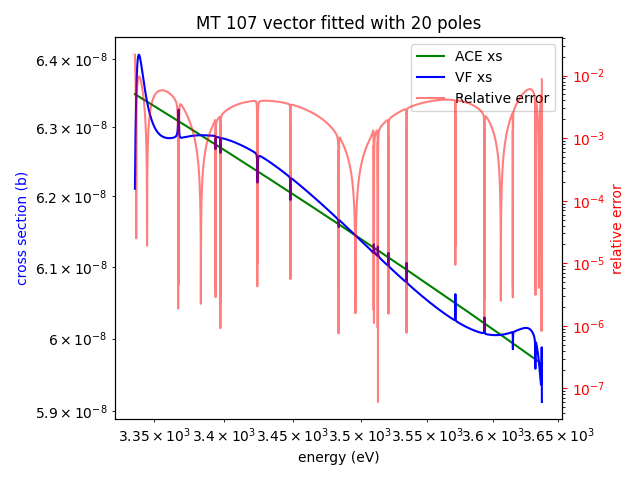 MT 107 vector fitted with 20 poles
ACE xs
VF xs
Relative error
6.4 × 10⁻⁸
6.3 × 10⁻⁸
6.2 × 10⁻⁸
6.1 × 10⁻⁸
6 × 10⁻⁸
5.9 × 10⁻⁸
cross section (b)
10⁻²
10⁻³
10⁻⁴
10⁻⁵
10⁻⁶
10⁻⁷
relative error
3.35 × 10³ 3.4 × 10³ 3.45 × 10³ 3.5 × 10³ 3.55 × 10³ 3.6 × 10³ 3.65 × 10³
energy (eV)